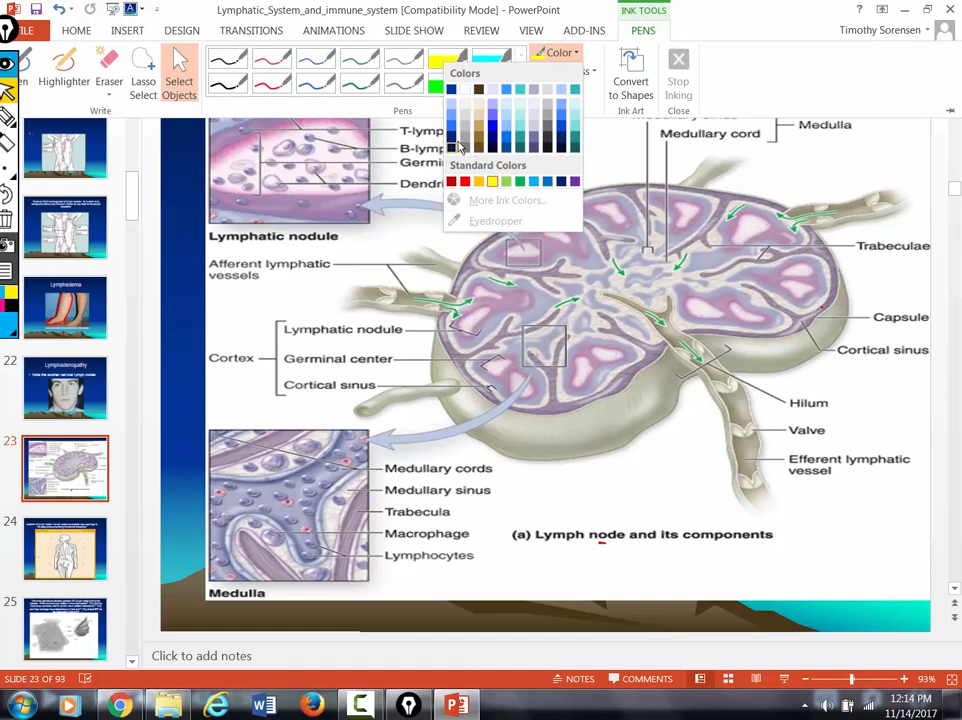 Lymphatic_System_and_immune_system [Compatibility Mode] - PowerPoint
INK TOOLS
FILE HOME INSERT DESIGN TRANSITIONS ANIMATIONS SLIDE SHOW REVIEW VIEW ADD-INS PENS
Timothy Sorensen
Highlighter
Eraser
Lasso Select
Select Objects
Color
Convert to Shapes
Stop Playing
Write
Pens
Ink Art
Close
Colors
Standard Colors
More Ink Colors...
Eyedropper
Medullary cord
Medulla
Lymphatic nodule
Afferent lymphatic
vessels
Trabeculae
Lymphatic nodule
Cortex
Germinal center
Cortical sinus
Capsule
Cortical sinus
Hilum
Valve
Efferent lymphatic
vessel
Medullary cords
Medullary sinus
Trabecula
Macrophage
Lymphocytes
(a) Lymph node and its components
Medulla
Lymphedema
22
Lymphadenopathy
23
24
25
Click to add notes
SLIDE 23 OF 93
NOTES
COMMENTS
93%
12:14 PM
11/14/2017